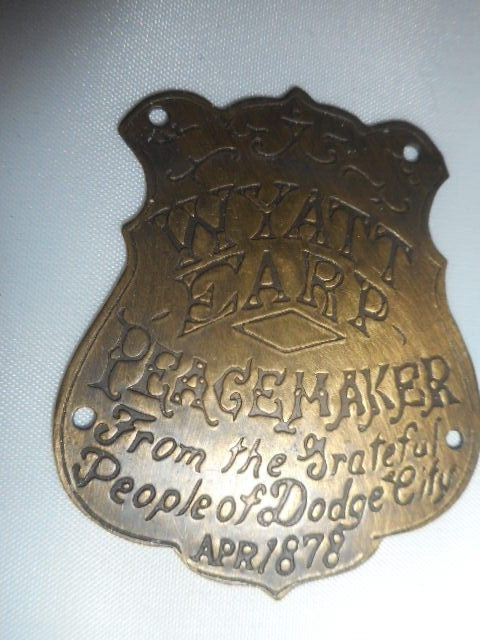 WYATT
EARP
PEACEMAKER
From the Grateful
People of Dodge City
APR 1878